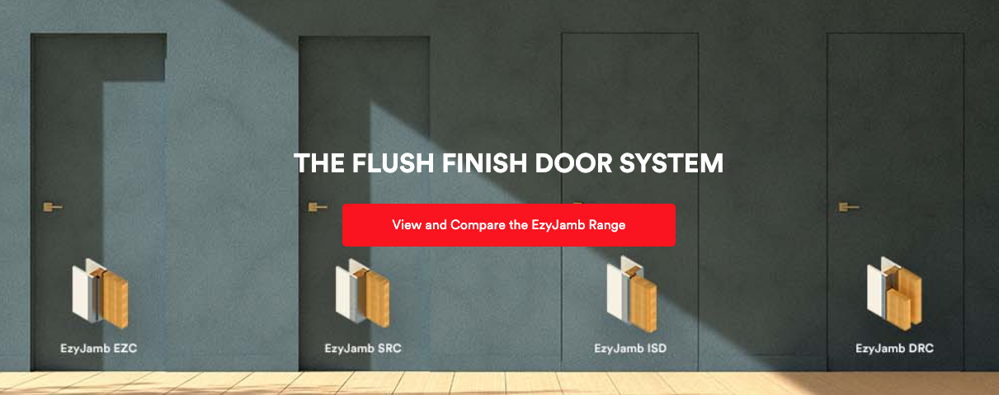 THE FLUSH FINISH DOOR SYSTEM
View and Compare the EzyJamb Range
EzyJamb EZC
EzyJamb SRC
EzyJamb ISD
EzyJamb DRC